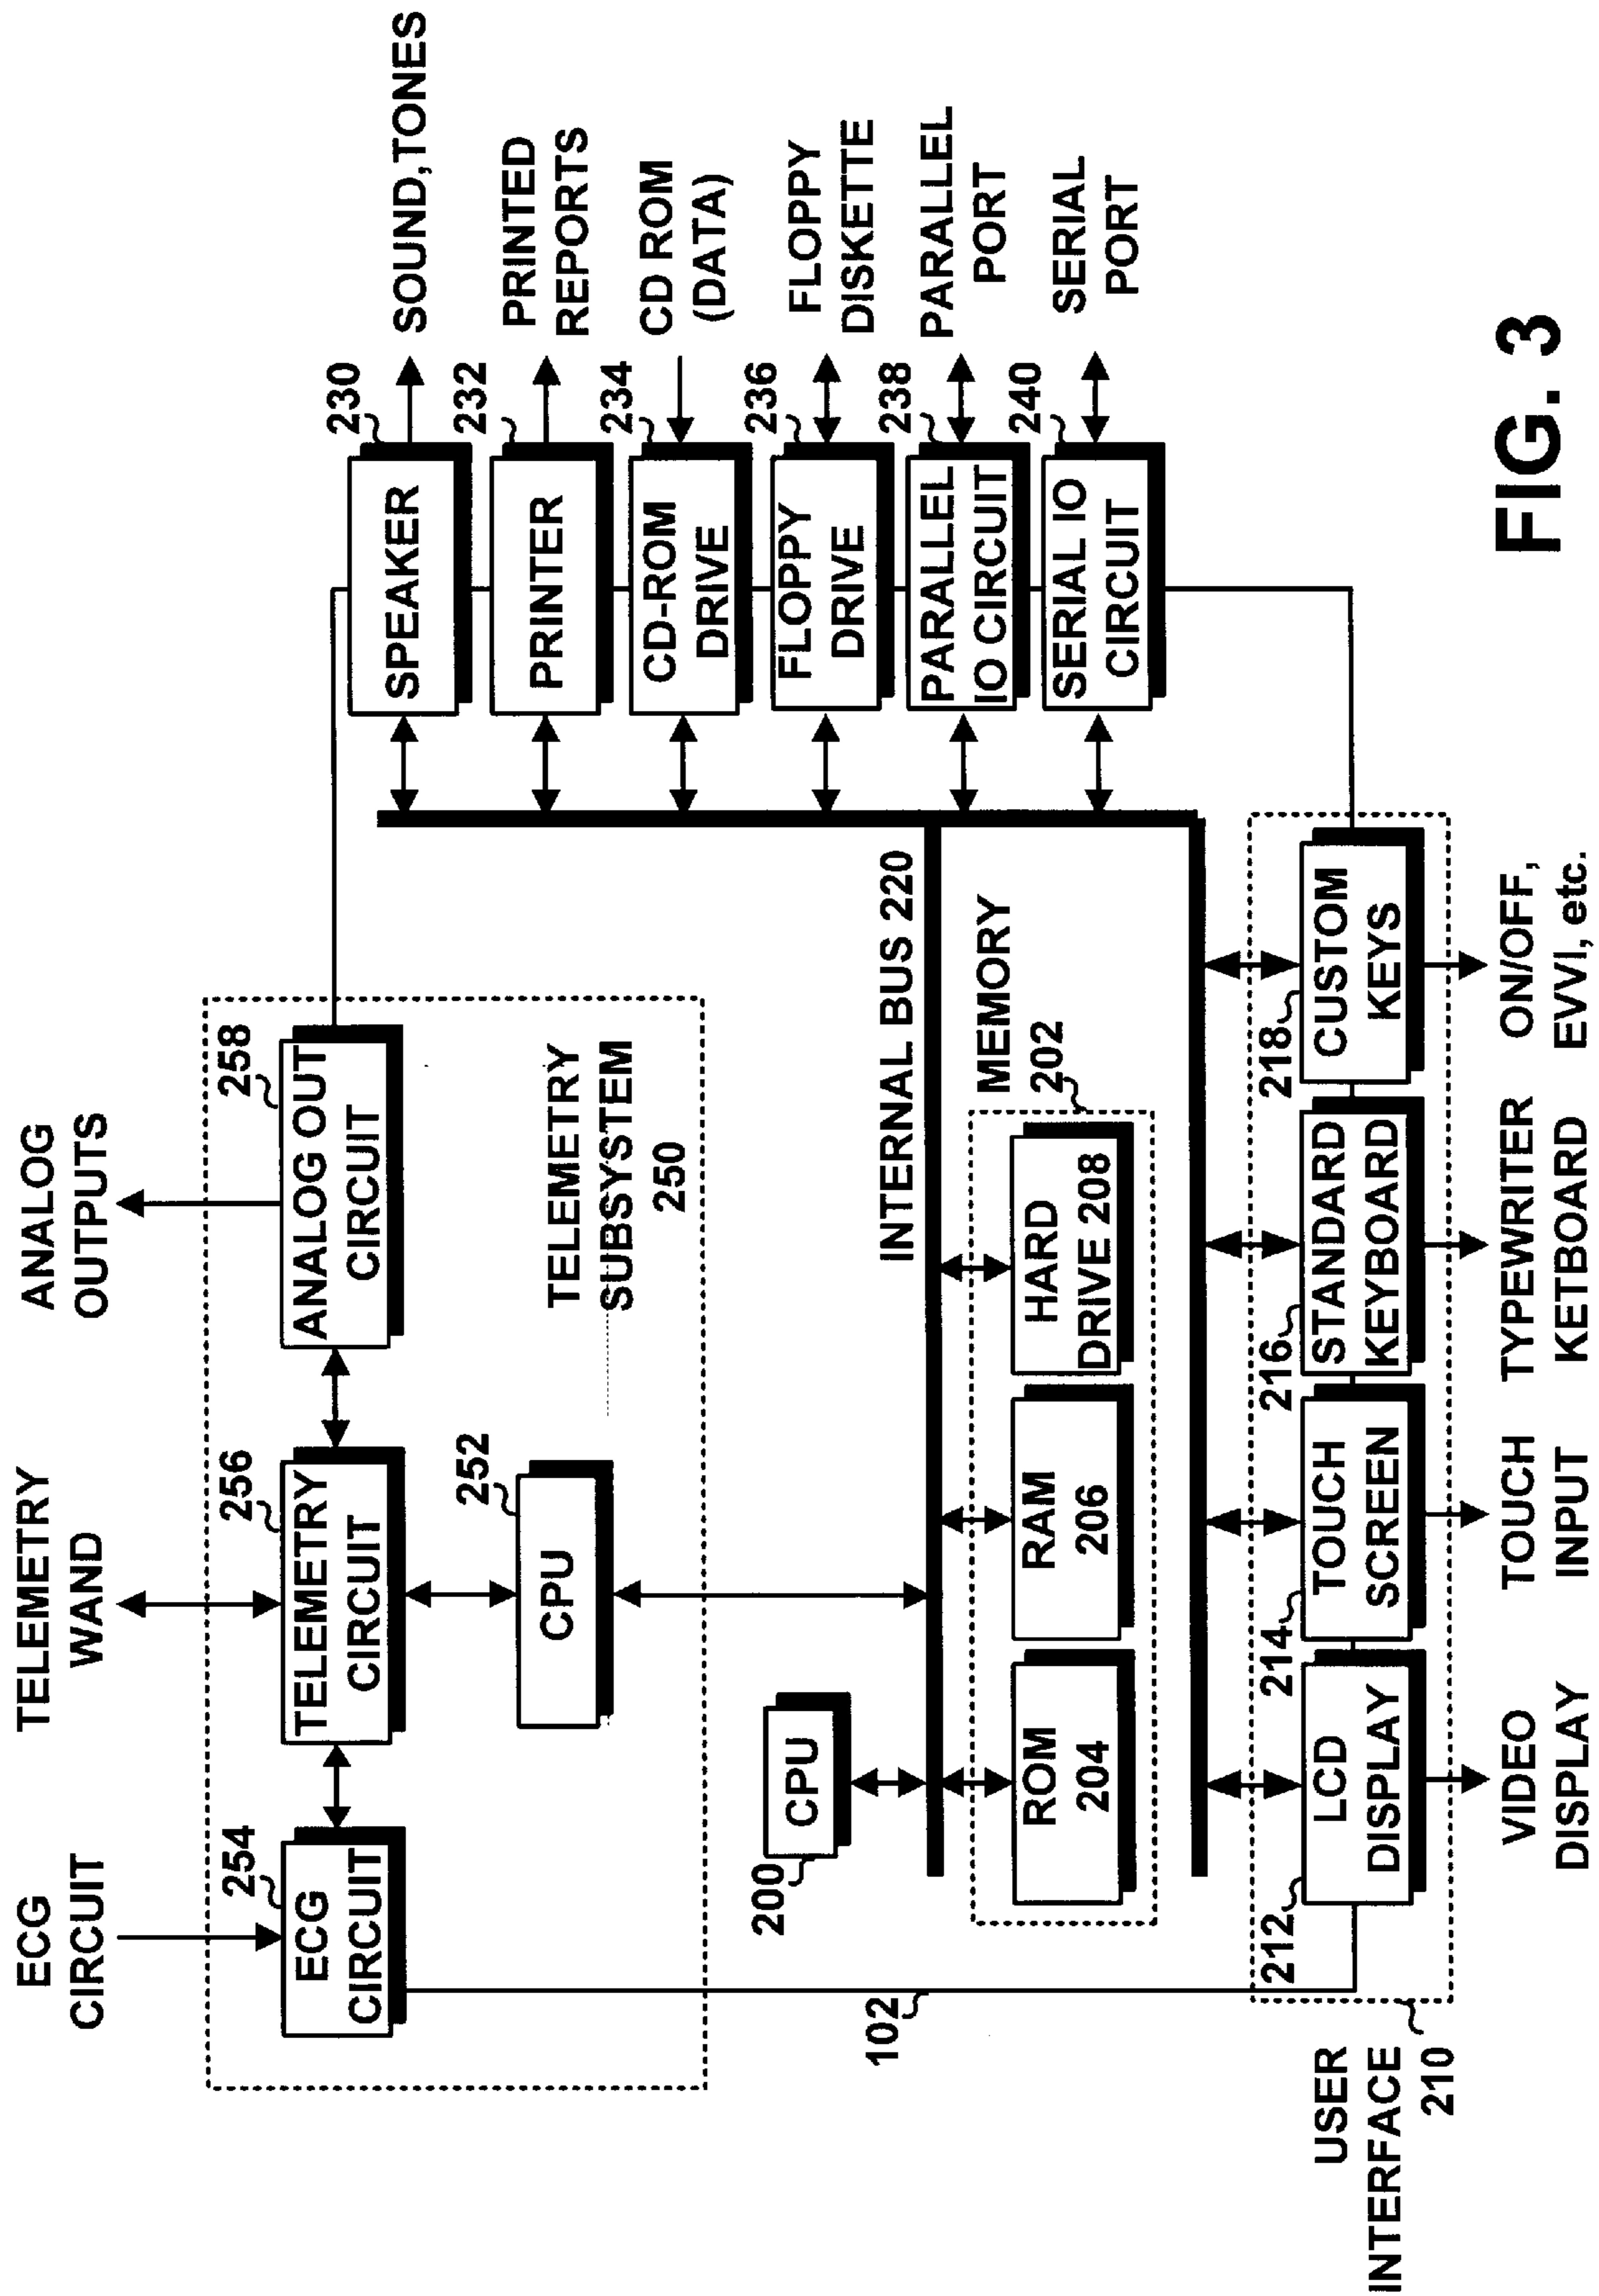 ECG
CIRCUIT
TELEMETRY
WAND
ANALOG
OUTPUTS
254
ECG
CIRCUIT
256
TELEMETRY
CIRCUIT
258
ANALOG OUT
CIRCUIT
252
CPU
TELEMETRY
SUBSYSTEM
250
230
SPEAKER
SOUND,TONES
232
PRINTER
PRINTED
REPORTS
234
CD-ROM
DRIVE
CD ROM
(DATA)
236
FLOPPY
DRIVE
FLOPPY
DISKETTE
238
PARALLEL
IO CIRCUIT
PARALLEL
PORT
240
SERIAL IO
CIRCUIT
SERIAL
PORT
200
CPU
INTERNAL BUS 220
MEMORY
202
ROM
204
RAM
206
HARD
DRIVE 208
102
USER
INTERFACE
210
212
LCD
DISPLAY
214
TOUCH
SCREEN
216
STANDARD
KEYBOARD
218
CUSTOM
KEYS
VIDEO
DISPLAY
TOUCH
INPUT
TYPEWRITER
KETBOARD
ON/OFF,
EVVI, etc.
FIG. 3